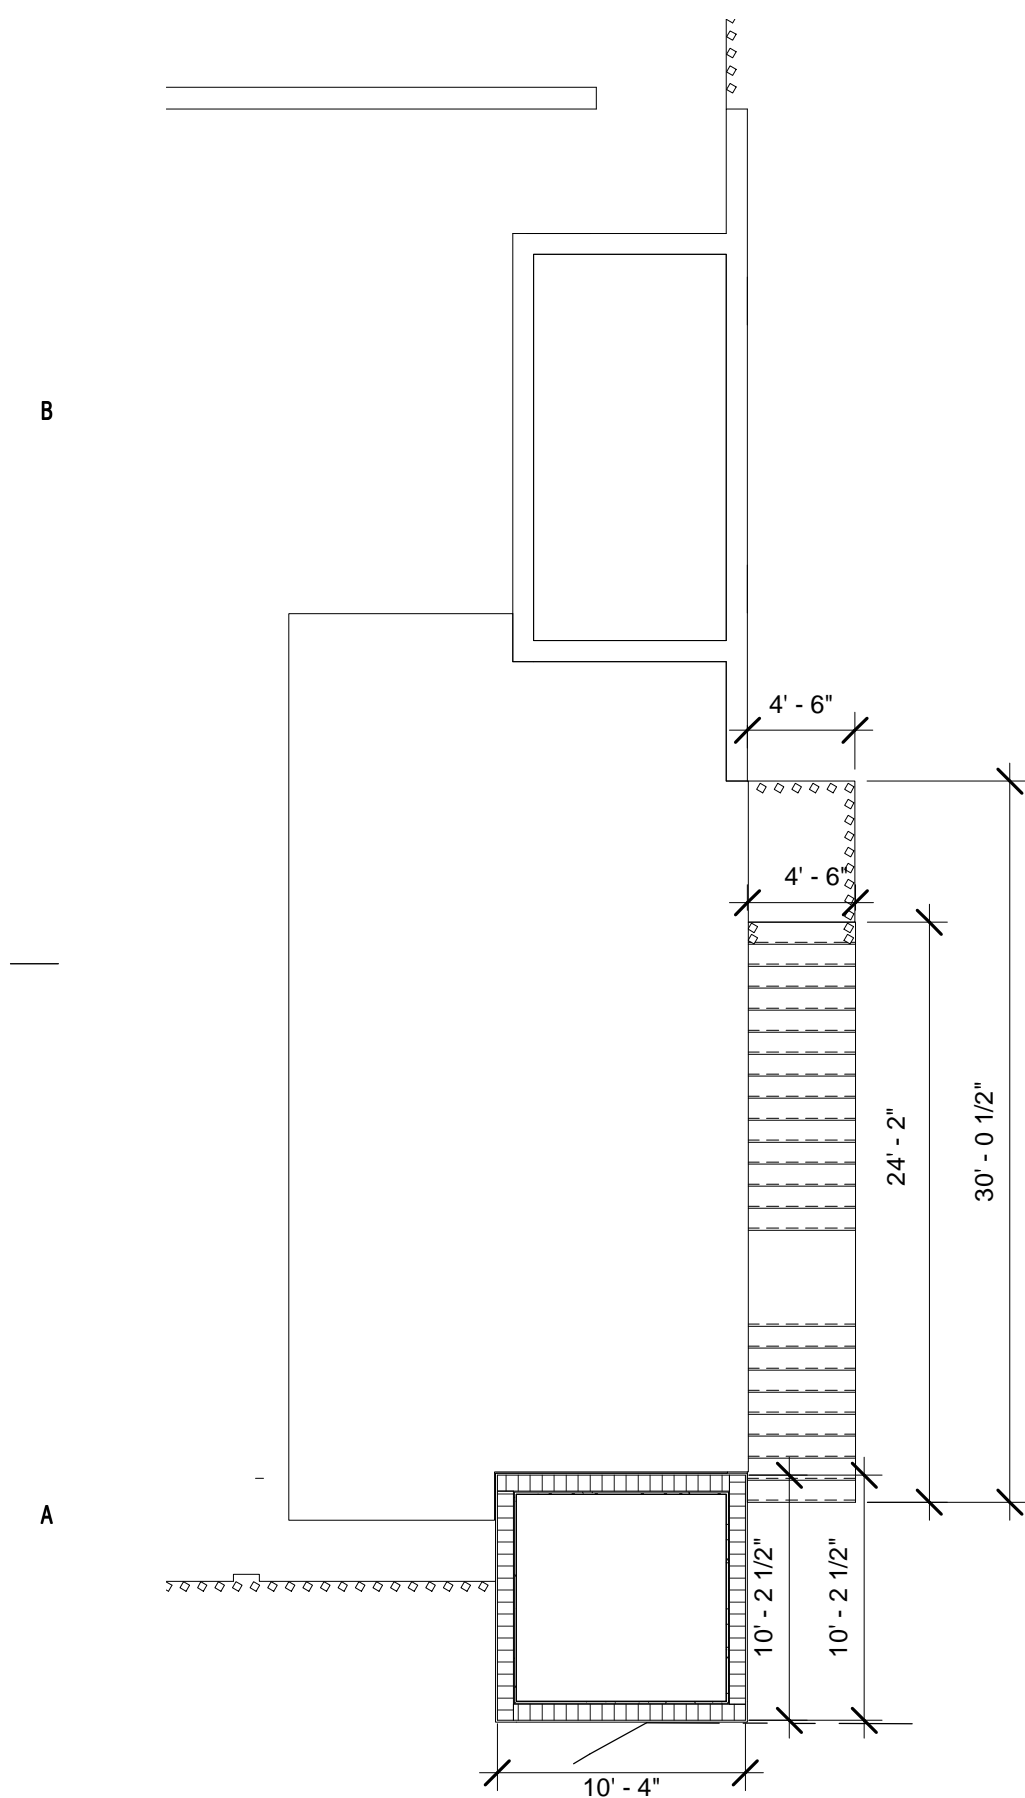 B
4' - 6"
4' - 6"
24' - 2"
30' - 0 1/2"
A
10' - 2 1/2"
10' - 2 1/2"
10' - 4"